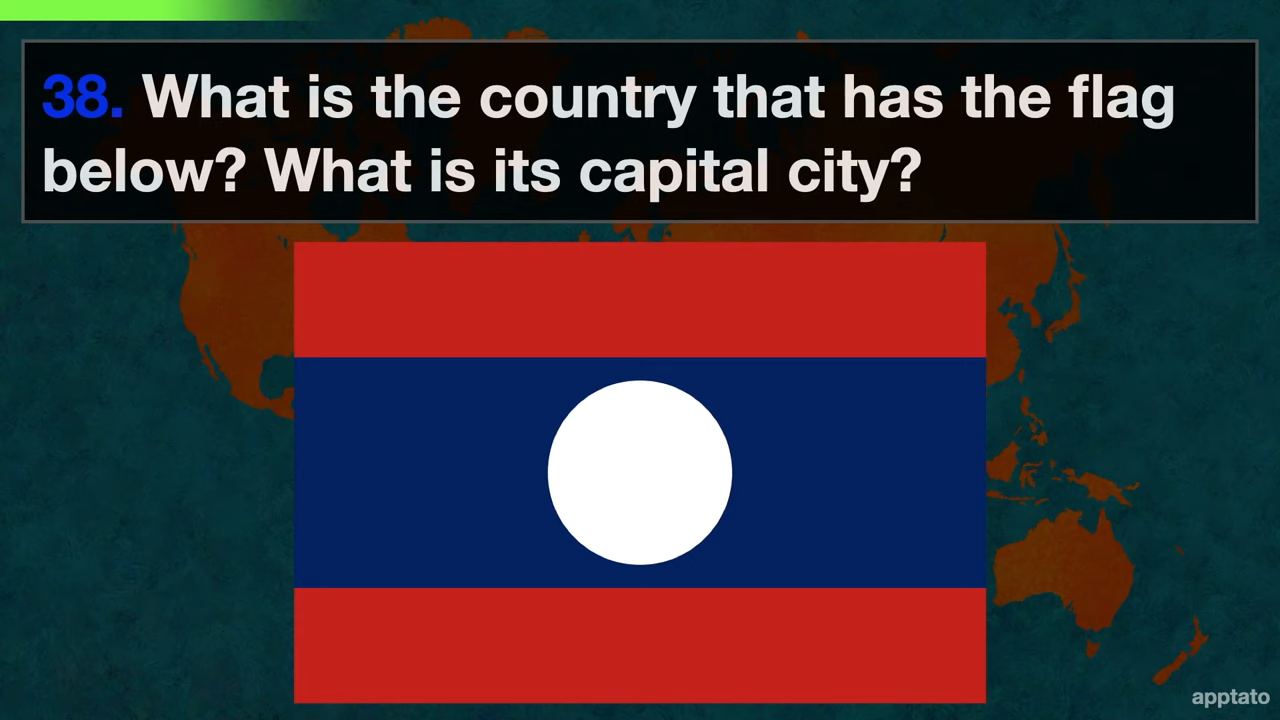 38. What is the country that has the flag
below? What is its capital city?
apptato